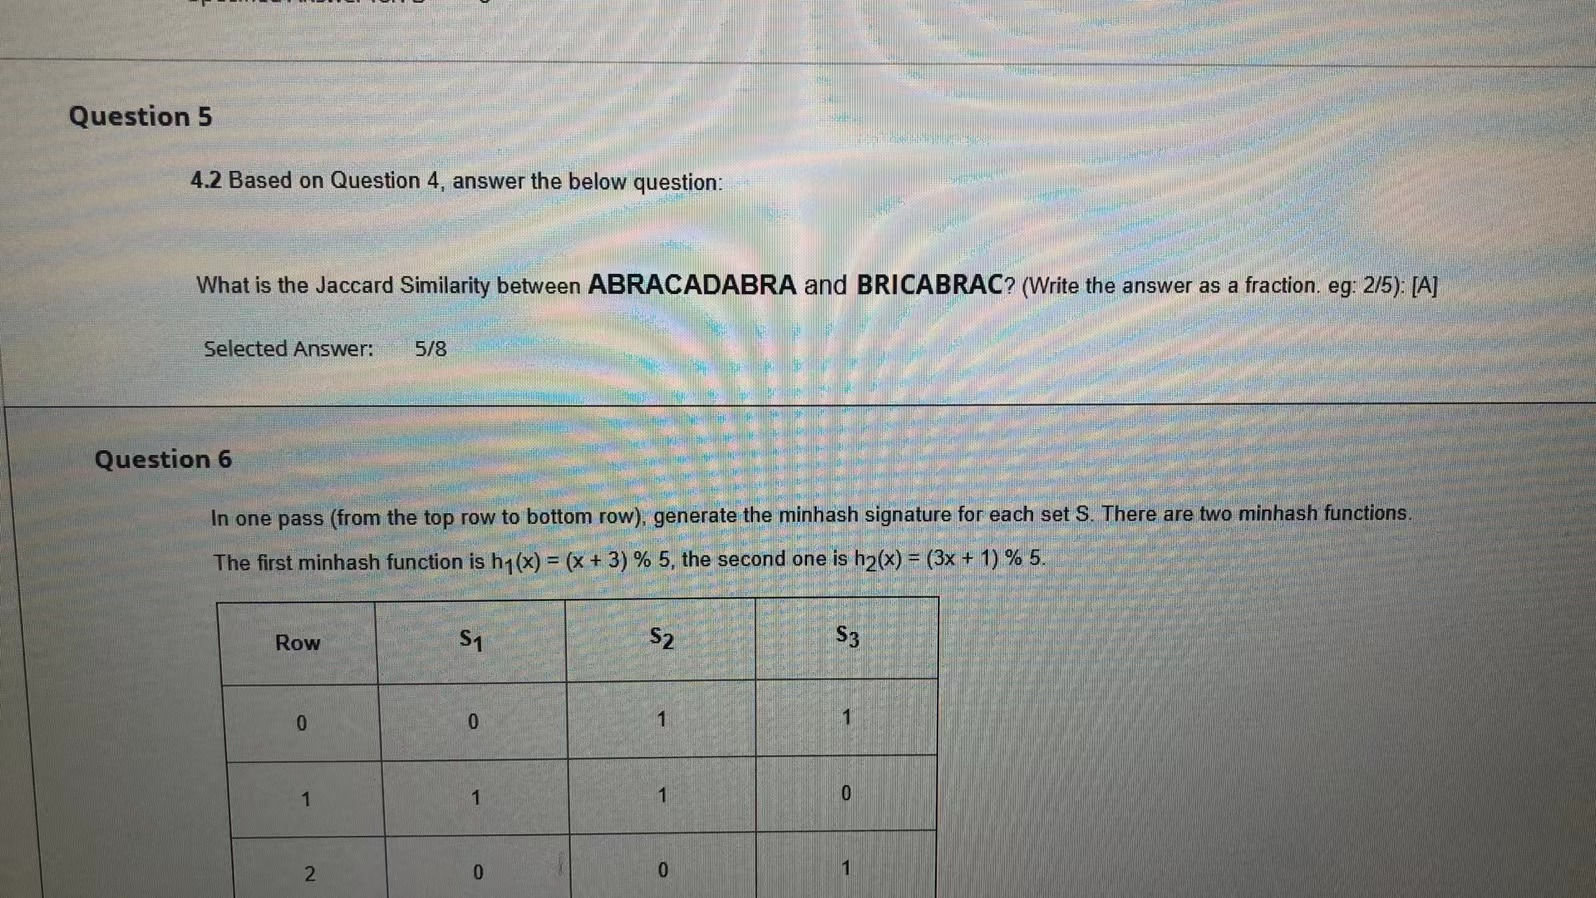 Question 5
4.2 Based on Question 4, answer the below question:
What is the Jaccard Similarity between ABRACADABRA and BRICABRAC? (Write the answer as a fraction. eg: 2/5): [A]
Selected Answer: 5/8
Question 6
In one pass (from the top row to bottom row), generate the minhash signature for each set S. There are two minhash functions.
The first minhash function is h1(x) = (x + 3) % 5, the second one is h2(x) = (3x + 1) % 5.
Row S1 S2 S3
0 0 1 1
1 1 1 0
2 0 0 1